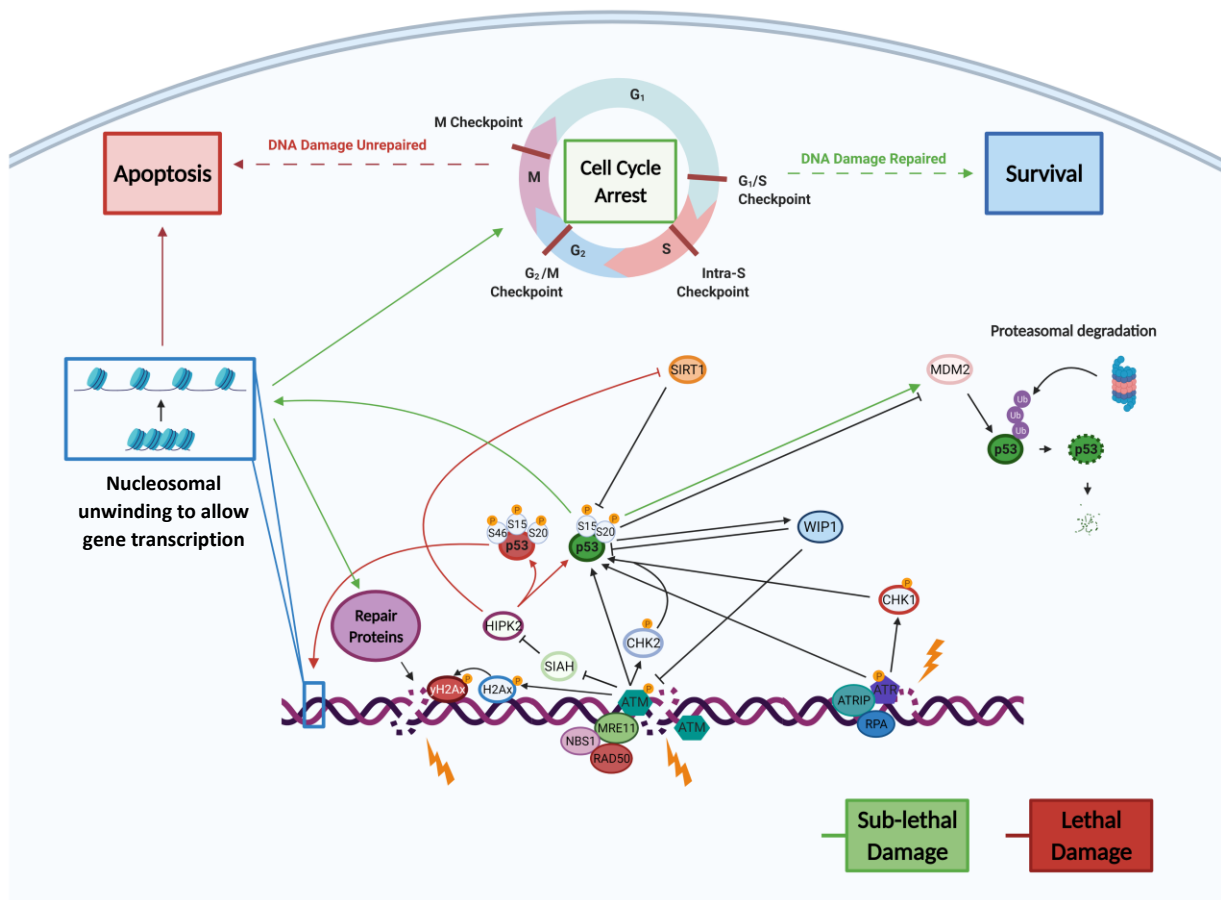 G₁
M Checkpoint
DNA Damage Unrepaired
DNA Damage Repaired
Apoptosis
Cell Cycle
Arrest
Survival
M
G₁/S
Checkpoint
G₂
S
G₂/M
Checkpoint
Intra-S
Checkpoint
Proteasomal degradation
SIRT1
MDM2
Ub
Ub
Ub
p53
p53
Nucleosomal
unwinding to allow
gene transcription
P
P
P
S46
S15
S20
p53
P
P
S15
S20
p53
WIP1
P
CHK1
Repair
Proteins
HIPK2
P
CHK2
SIAH
P
yH2Ax
P
H2Ax
P
ATM
P
ATR
ATRIP
RPA
MRE11
ATM
NBS1
RAD50
Sub-lethal
Damage
Lethal
Damage